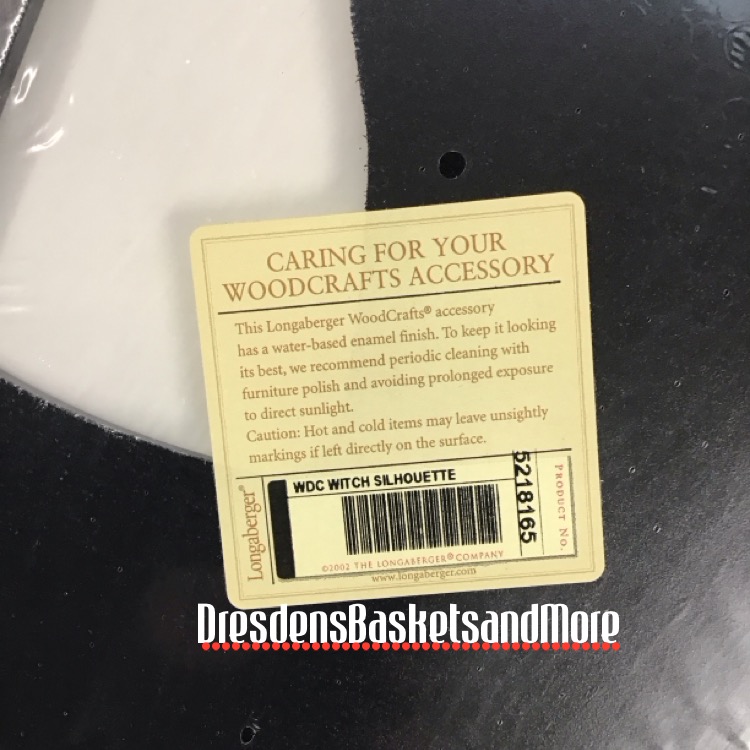 CARING FOR YOUR
WOODCRAFTS ACCESSORY
This Longaberger WoodCrafts® accessory
has a water-based enamel finish. To keep it looking
its best, we recommend periodic cleaning with
furniture polish and avoiding prolonged exposure
to direct sunlight.
Caution: Hot and cold items may leave unsightly
markings if left directly on the surface.
Longaberger®
WDC WITCH SILHOUETTE
5218165
PRODUCT NO.
©2002 THE LONGABERGER® COMPANY
www.longaberger.com
DresdensBasketsandMore